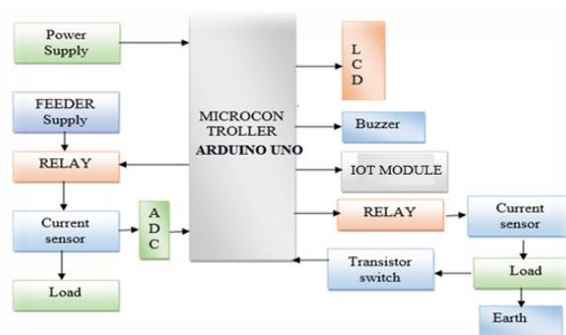 Power
Supply
FEEDER
Supply
RELAY
Current
sensor
Load
A
D
C
MICROCON
TROLLER
ARDUINO UNO
L
C
D
Buzzer
IOT MODULE
RELAY
Current
sensor
Transistor
switch
Load
Earth